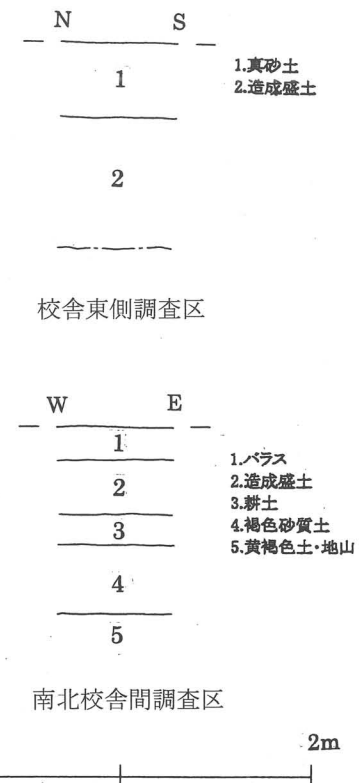 N S
1.真砂土
2.造成盛土
1
2
校舎東側調査区
W E
1
2
3
4
5
1.バラス
2.造成盛土
3.耕土
4.褐色砂質土
5.黄褐色土・地山
南北校舎間調査区
2m